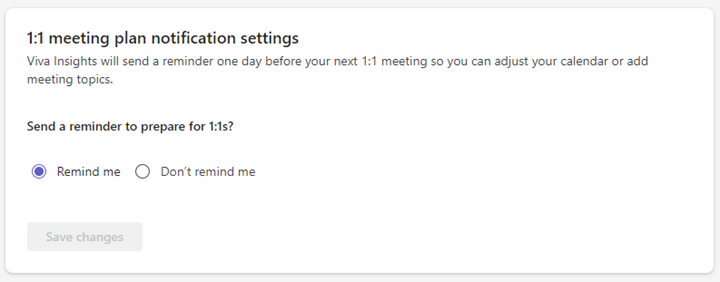 1:1 meeting plan notification settings
Viva Insights will send a reminder one day before your next 1:1 meeting so you can adjust your calendar or add
meeting topics.
Send a reminder to prepare for 1:1s?
Remind me Don't remind me
Save changes